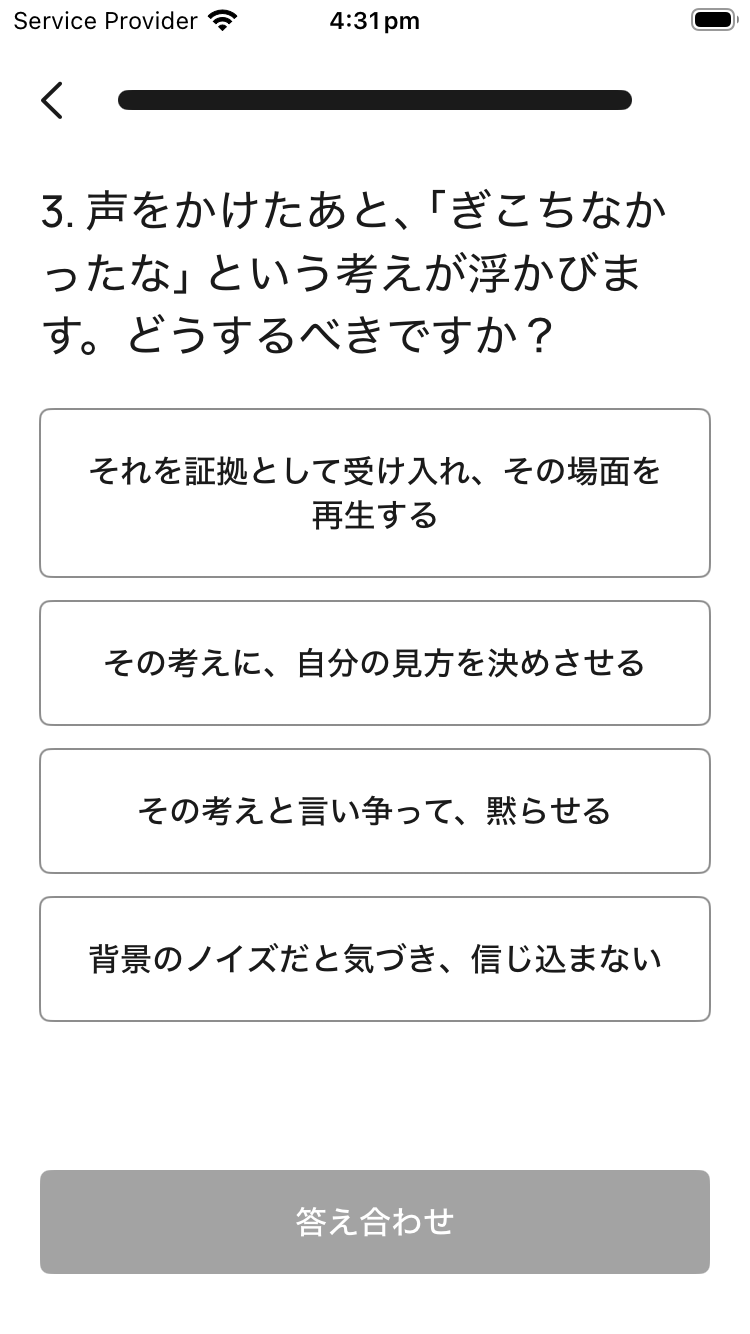 Service Provider 4:31pm
3. 声をかけたあと、「ぎこちなか
ったな」という考えが浮かびま
す。どうするべきですか？
それを証拠として受け入れ、その場面を
再生する
その考えに、自分の見方を決めさせる
その考えと言い争って、黙らせる
背景のノイズだと気づき、信じ込まない
答え合わせ